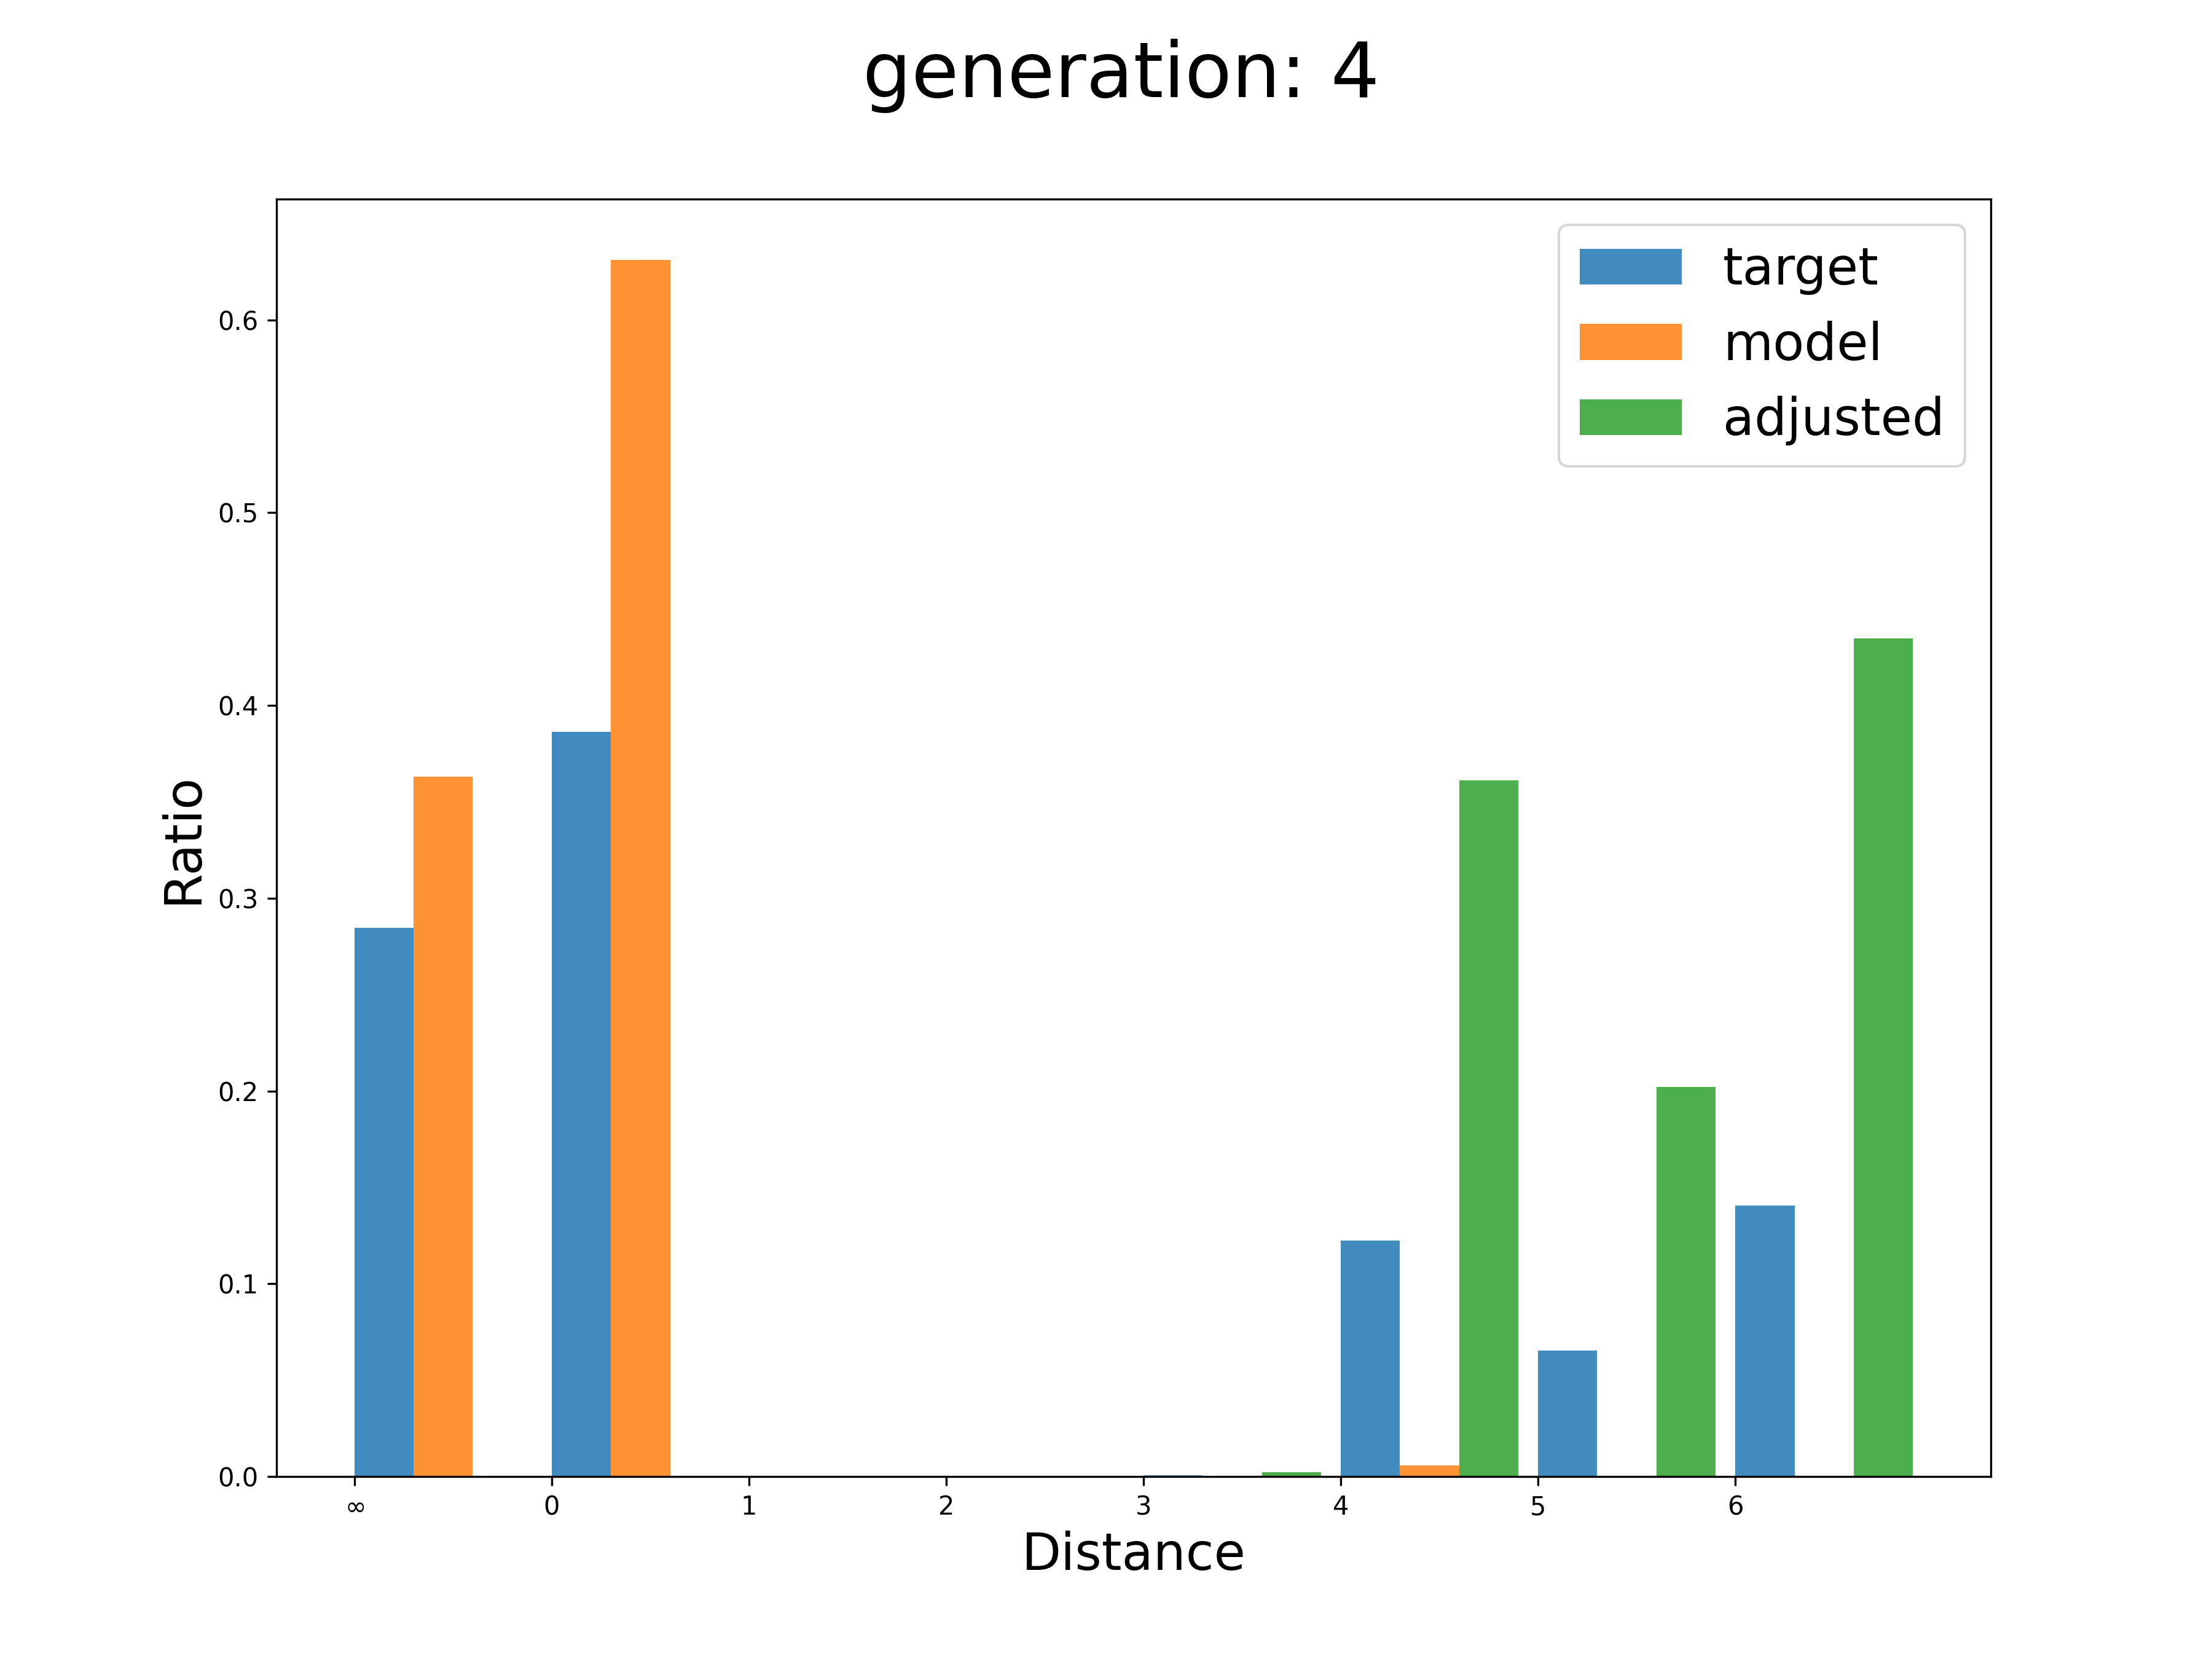 generation: 4
target
model
adjusted
Ratio
0.6
0.5
0.4
0.3
0.2
0.1
0.0
∞ 0 1 2 3 4 5 6
Distance